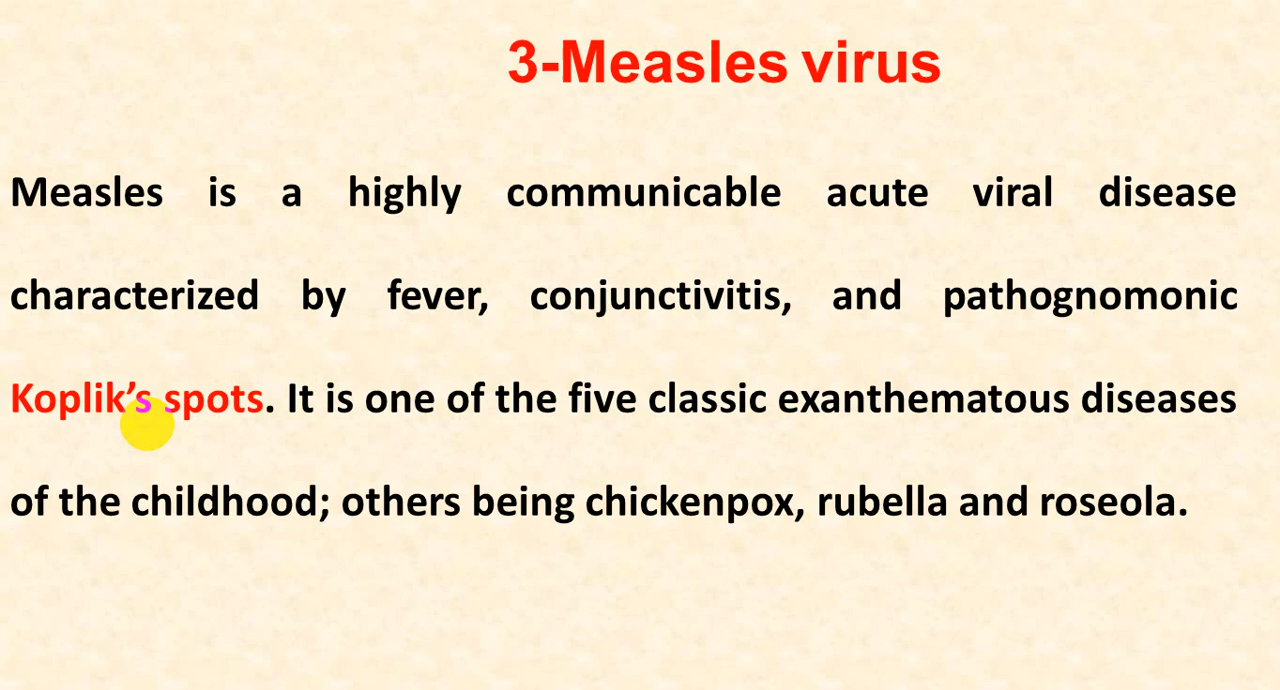 3-Measles virus
Measles is a highly communicable acute viral disease
characterized by fever, conjunctivitis, and pathognomonic
Koplik’s spots. It is one of the five classic exanthematous diseases
of the childhood; others being chickenpox, rubella and roseola.